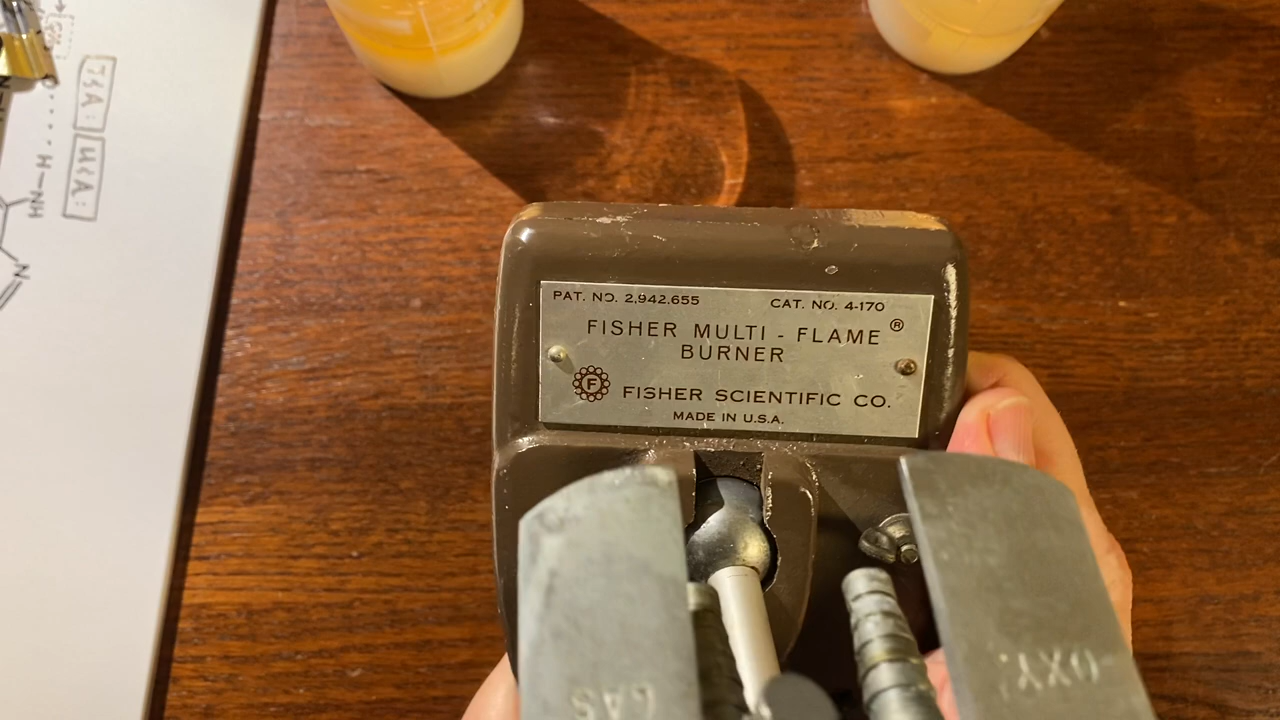 PAT. NO. 2,942,655 CAT. NO. 4-170
FISHER MULTI - FLAME ®
BURNER
F FISHER SCIENTIFIC CO.
MADE IN U.S.A.
GAS
OXY.
H-NH
N